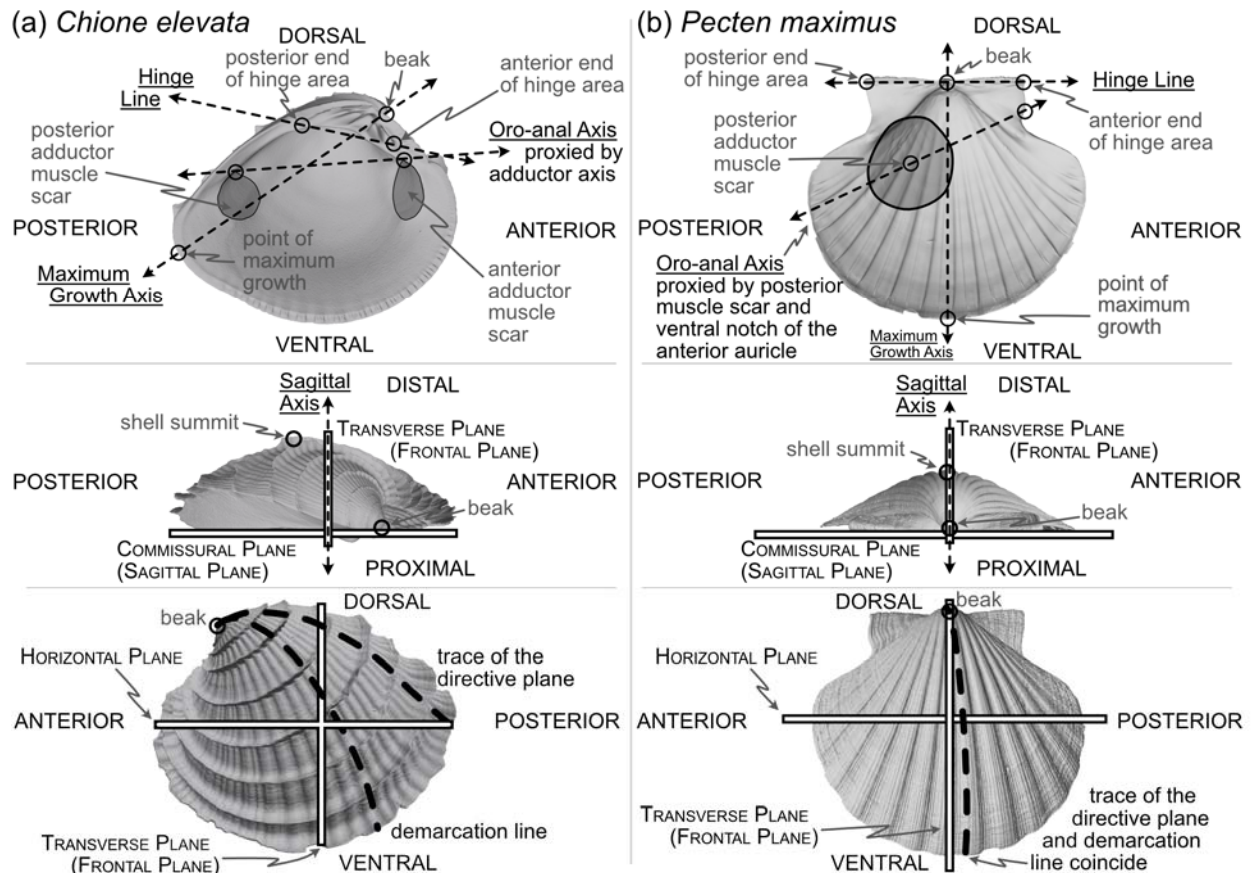 (a) Chione elevata
DORSAL
posterior end
of hinge area
beak
anterior end
of hinge area
Hinge
Line
posterior
adductor
muscle
scar
Oro-anal Axis
proxied by
adductor axis
POSTERIOR
ANTERIOR
point of
maximum
growth
Maximum
Growth Axis
anterior
adductor
muscle
scar
VENTRAL
Sagittal
Axis
DISTAL
shell summit
TRANSVERSE PLANE
(FRONTAL PLANE)
POSTERIOR
ANTERIOR
beak
COMMISSURAL PLANE
(SAGITTAL PLANE)
PROXIMAL
DORSAL
beak
HORIZONTAL PLANE
trace of the
directive plane
ANTERIOR
POSTERIOR
demarcation line
TRANSVERSE PLANE
(FRONTAL PLANE)
VENTRAL
(b) Pecten maximus
DORSAL
posterior end
of hinge area
beak
Hinge Line
anterior end
of hinge area
posterior
adductor
muscle
scar
POSTERIOR
ANTERIOR
Oro-anal Axis
proxied by posterior
muscle scar and
ventral notch of the
anterior auricle
point of
maximum
growth
Maximum
Growth Axis
VENTRAL
Sagittal
Axis
DISTAL
TRANSVERSE PLANE
(FRONTAL PLANE)
shell summit
POSTERIOR
ANTERIOR
beak
COMMISSURAL PLANE
(SAGITTAL PLANE)
PROXIMAL
DORSAL
beak
HORIZONTAL PLANE
ANTERIOR
POSTERIOR
TRANSVERSE PLANE
(FRONTAL PLANE)
trace of the
directive plane
and demarcation
line coincide
VENTRAL